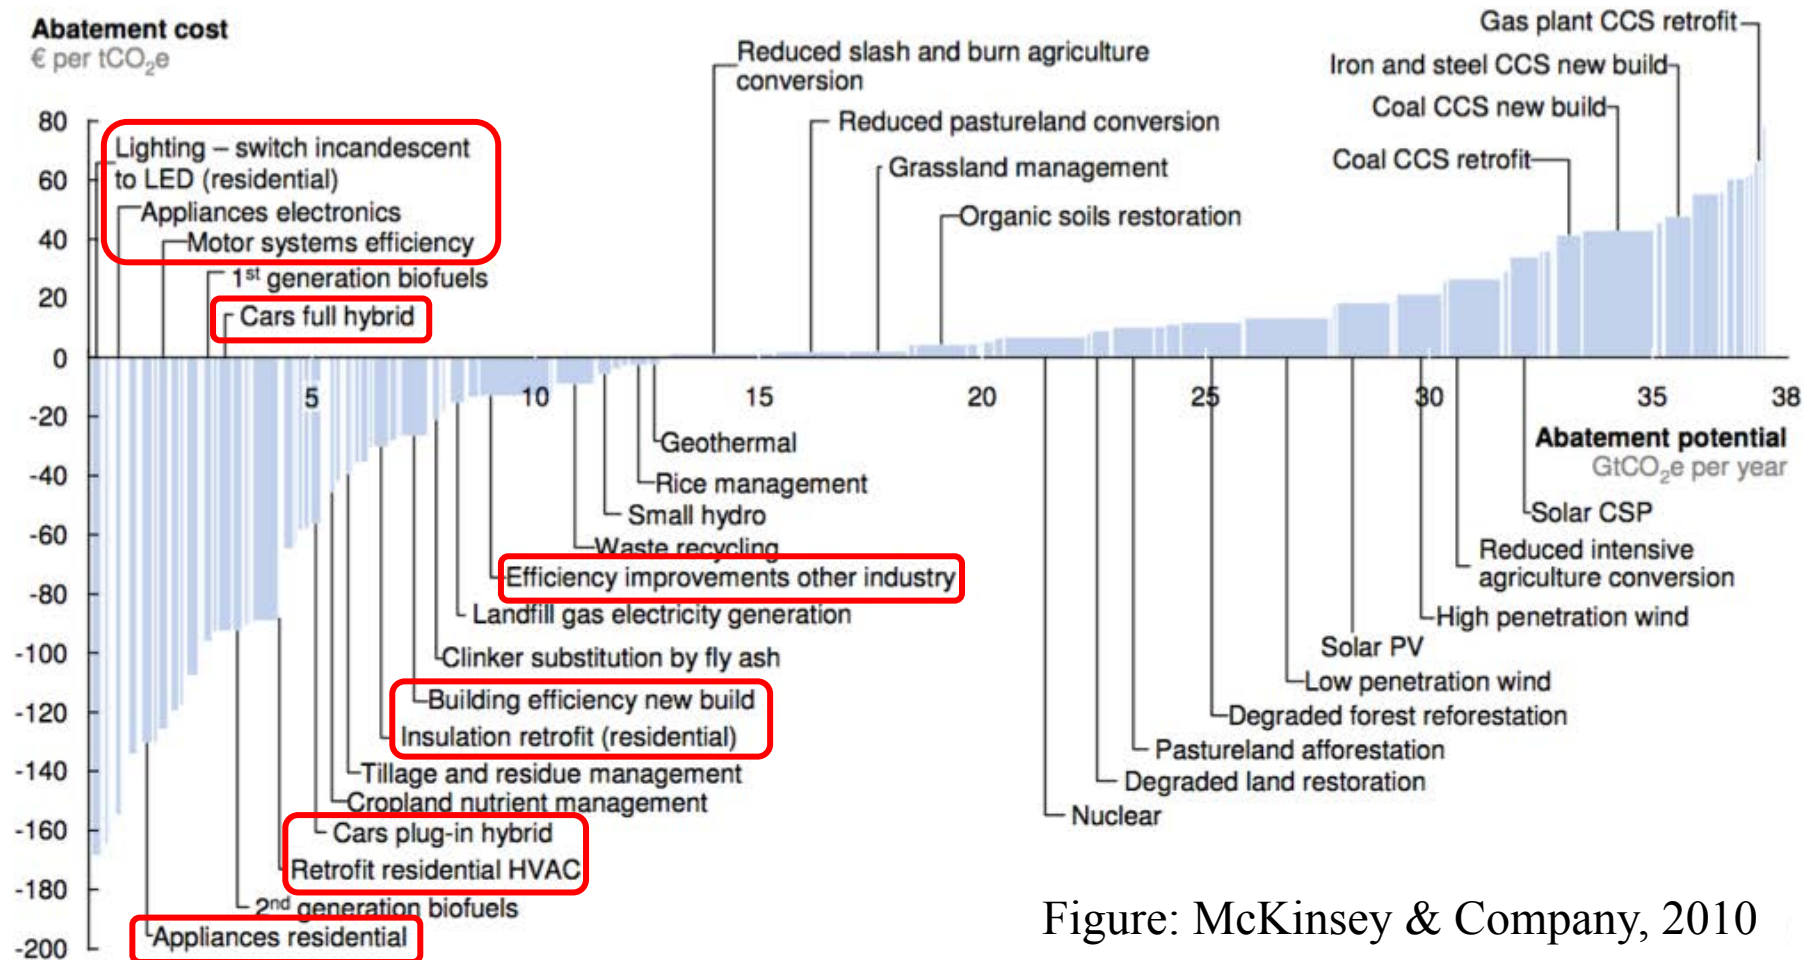 Abatement cost
€ per tCO2e
Gas plant CCS retrofit
Reduced slash and burn agriculture
conversion
Iron and steel CCS new build
Coal CCS new build
Reduced pastureland conversion
Grassland management
Coal CCS retrofit
Organic soils restoration
80
60
40
20
0
-20
-40
-60
-80
-100
-120
-140
-160
-180
-200
Lighting – switch incandescent
to LED (residential)
Appliances electronics
Motor systems efficiency
1st generation biofuels
Cars full hybrid
5
10
15
20
25
30
35
38
Abatement potential
GtCO2e per year
Geothermal
Rice management
Small hydro
Waste recycling
Efficiency improvements other industry
Landfill gas electricity generation
Clinker substitution by fly ash
Building efficiency new build
Insulation retrofit (residential)
Tillage and residue management
Cropland nutrient management
Cars plug-in hybrid
Retrofit residential HVAC
2nd generation biofuels
Appliances residential
Solar CSP
Reduced intensive
agriculture conversion
High penetration wind
Solar PV
Low penetration wind
Degraded forest reforestation
Pastureland afforestation
Degraded land restoration
Nuclear
Figure: McKinsey & Company, 2010